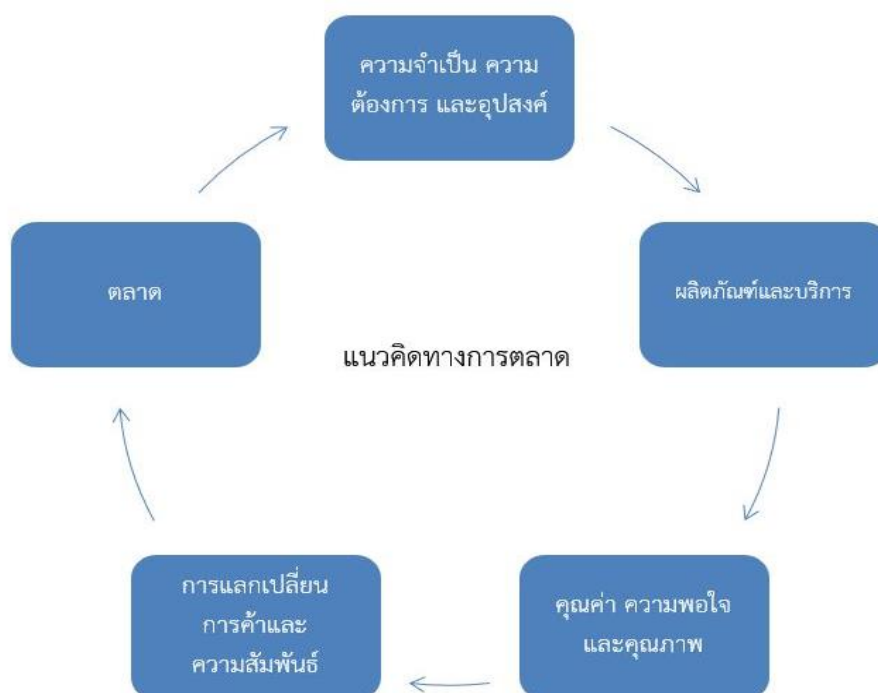 ความจำเป็น ความ
ต้องการ และอุปสงค์
ผลิตภัณฑ์และบริการ
คุณค่า ความพอใจ
และคุณภาพ
การแลกเปลี่ยน
การค้าและ
ความสัมพันธ์
ตลาด
แนวคิดทางการตลาด